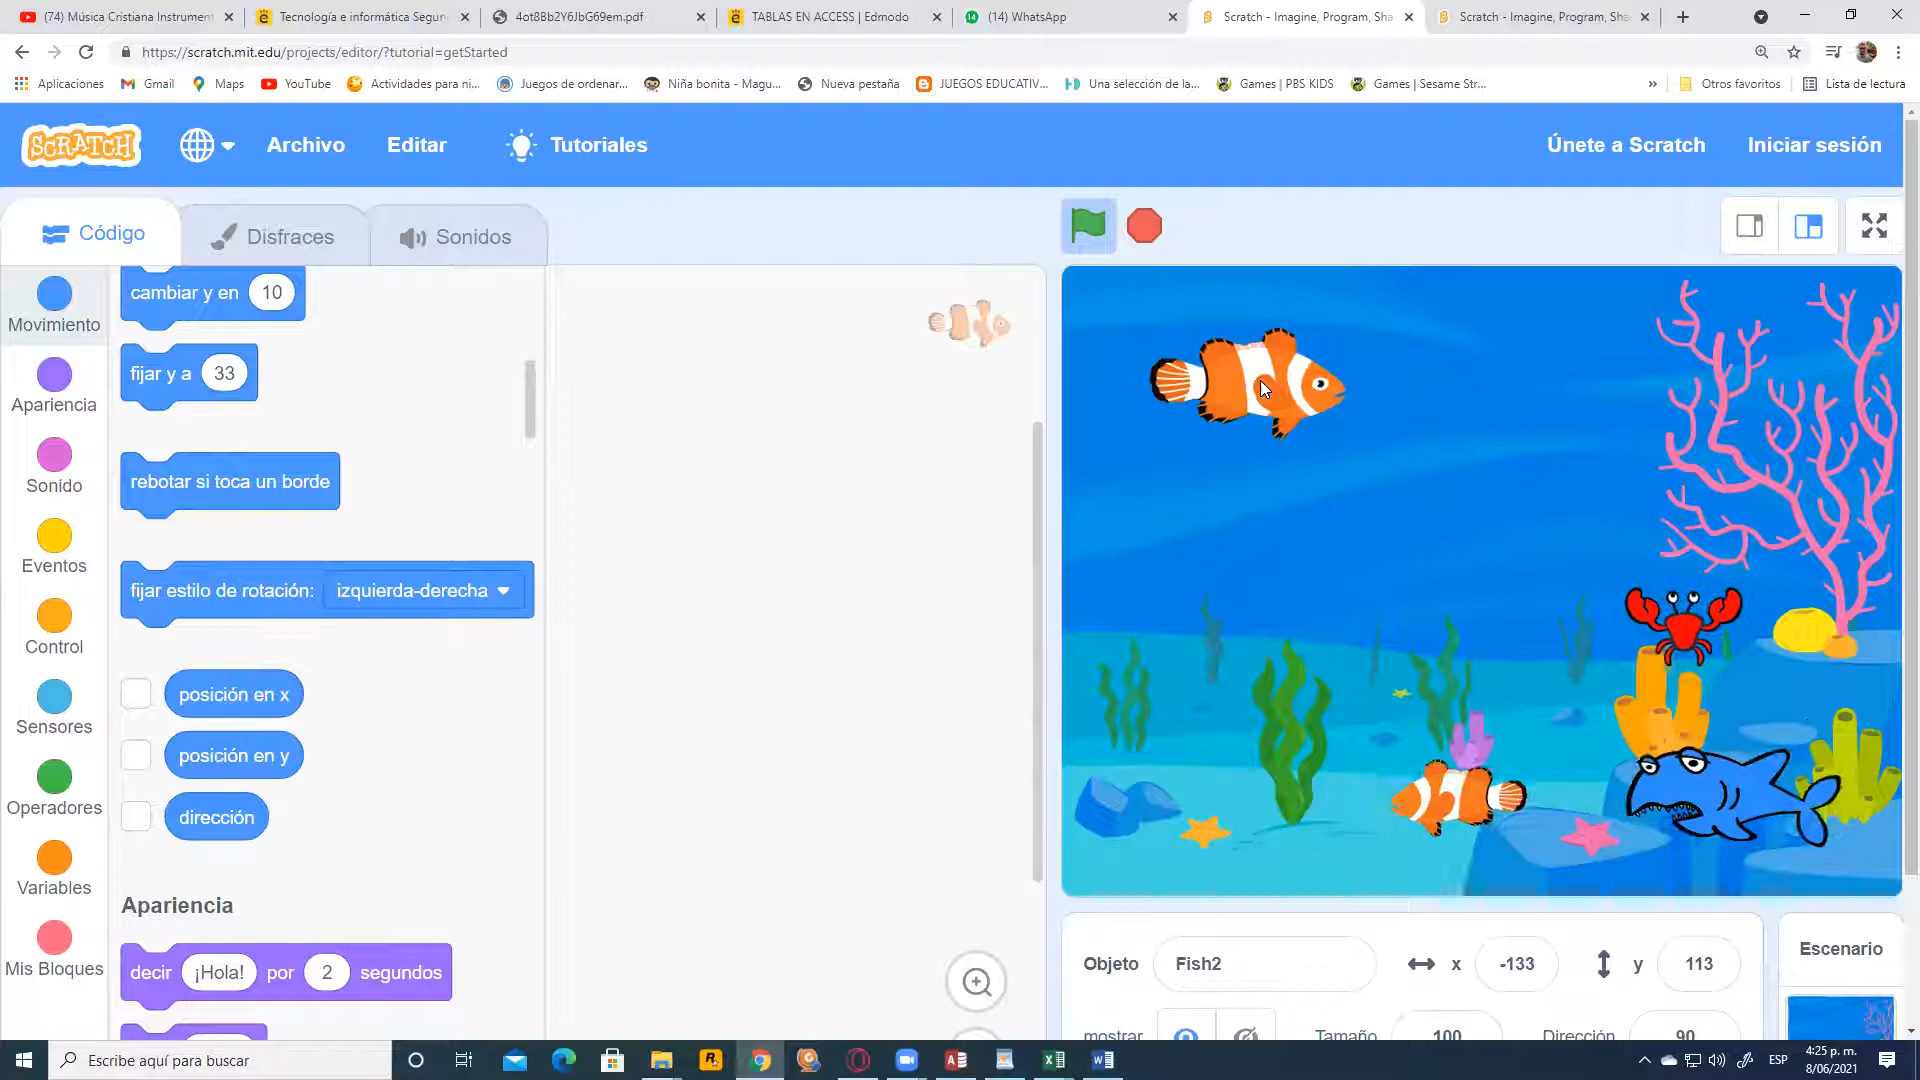 (74) Música Cristiana Instrument
Tecnología e informática Segun
4ot8Bb2Y6JbG69em.pdf
TABLAS EN ACCESS | Edmodo
(14) WhatsApp
Scratch - Imagine, Program, Sha
Scratch - Imagine, Program, Sha
https://scratch.mit.edu/projects/editor/?tutorial=getStarted
Aplicaciones
Gmail
Maps
YouTube
Actividades para ni...
Juegos de ordenar...
Niña bonita - Magu...
Nueva pestaña
JUEGOS EDUCATIV...
Una selección de la...
Games | PBS KIDS
Games | Sesame Str...
»
Otros favoritos
Lista de lectura
SCRATCH
Archivo
Editar
Tutoriales
Únete a Scratch
Iniciar sesión
Código
Disfraces
Sonidos
Movimiento
Apariencia
Sonido
Eventos
Control
Sensores
Operadores
Variables
Mis Bloques
cambiar y en 10
fijar y a 33
rebotar si toca un borde
fijar estilo de rotación: izquierda-derecha
posición en x
posición en y
dirección
Apariencia
decir ¡Hola! por 2 segundos
Objeto Fish2 x -133 y 113
mostrar Tamaño 100 Dirección 90
Escenario
Escribe aquí para buscar
ESP
4:25 p. m.
8/06/2021